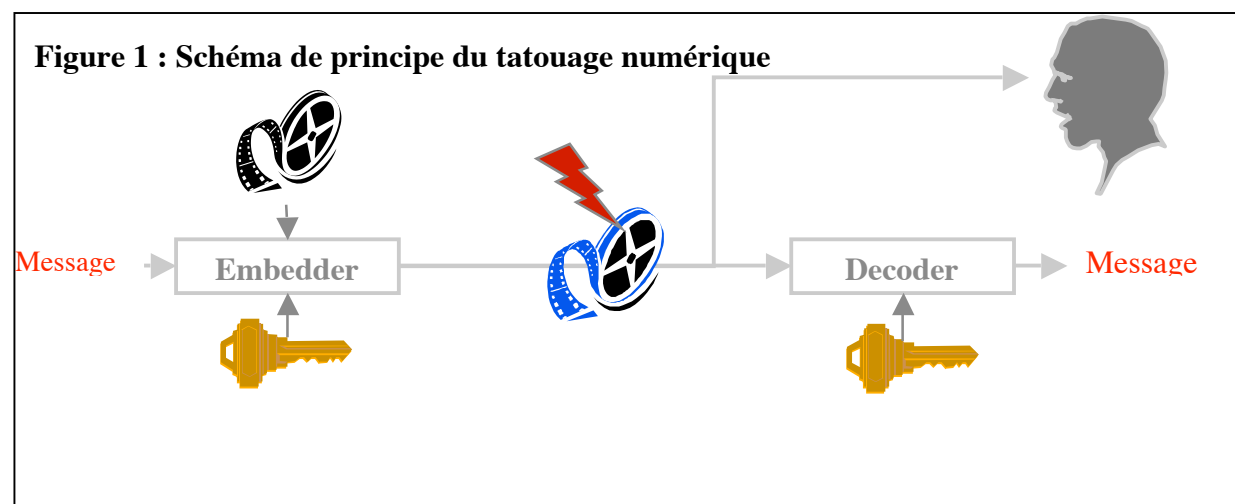 Figure 1 : Schéma de principe du tatouage numérique
Message
Embedder
Decoder
Message